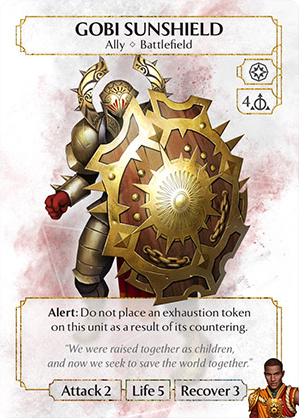 GOBI SUNSHIELD
Ally ⟡ Battlefield
4
Alert: Do not place an exhaustion token
on this unit as a result of its countering.
"We were raised together as children,
and now we seek to save the world together."
Attack 2 Life 5 Recover 3